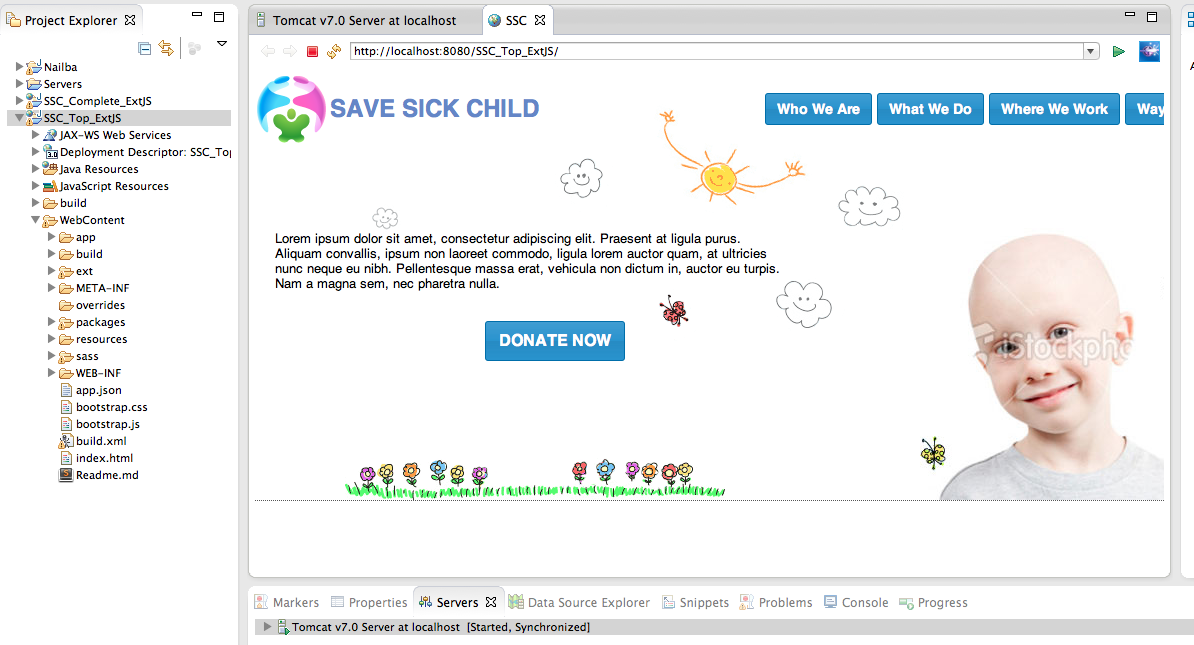 Project Explorer
Nailba
Servers
SSC_Complete_ExtJS
SSC_Top_ExtJS
JAX-WS Web Services
3.0 Deployment Descriptor: SSC_To
Java Resources
JavaScript Resources
build
WebContent
app
build
ext
META-INF
overrides
packages
resources
sass
WEB-INF
app.json
bootstrap.css
bootstrap.js
build.xml
index.html
Readme.md
Tomcat v7.0 Server at localhost
SSC
http://localhost:8080/SSC_Top_ExtJS/
SAVE SICK CHILD
Who We Are
What We Do
Where We Work
Way
Lorem ipsum dolor sit amet, consectetur adipiscing elit. Praesent at ligula purus.
Aliquam convallis, ipsum non laoreet commodo, ligula lorem auctor quam, at ultricies
nunc neque eu nibh. Pellentesque massa erat, vehicula non dictum in, auctor eu turpis.
Nam a magna sem, nec pharetra nulla.
DONATE NOW
iStockpho
Markers
Properties
Servers
Data Source Explorer
Snippets
Problems
Console
Progress
Tomcat v7.0 Server at localhost [Started, Synchronized]